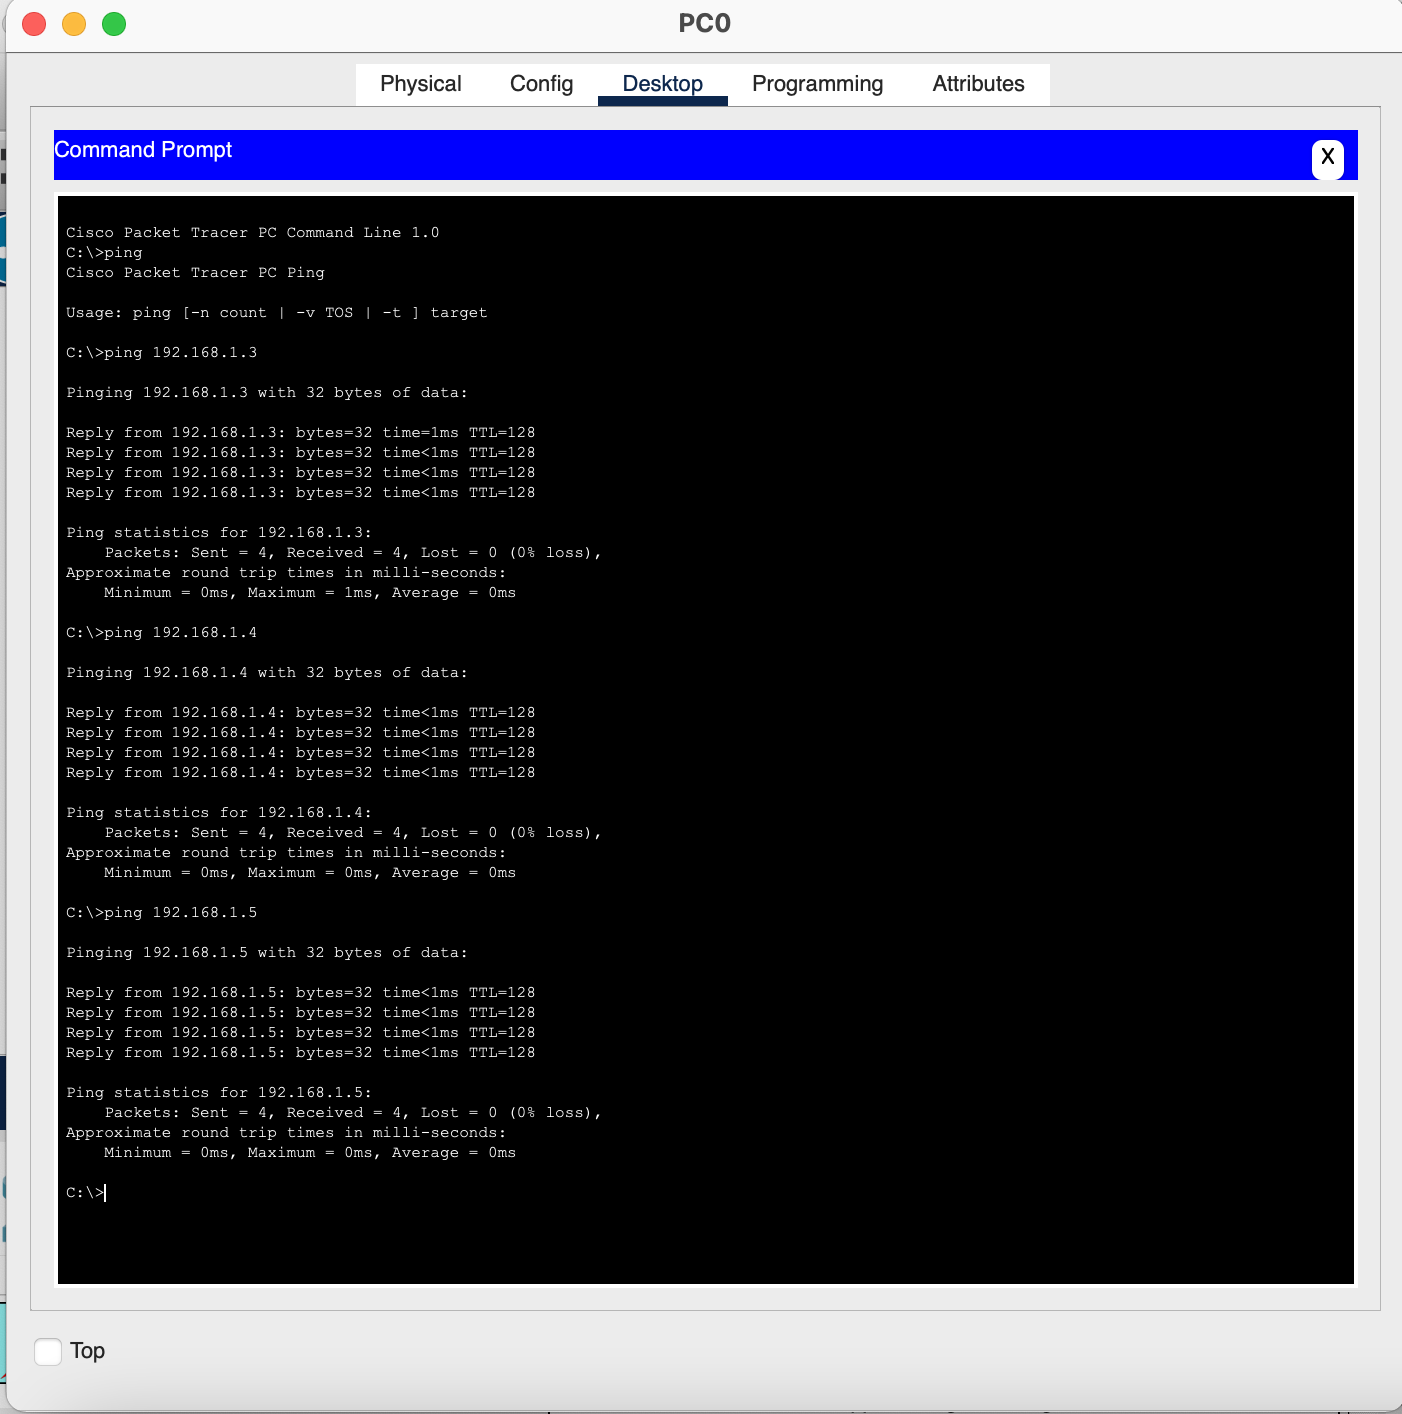 PC0
Physical Config Desktop Programming Attributes
Command Prompt
X
Cisco Packet Tracer PC Command Line 1.0
C:\>ping
Cisco Packet Tracer PC Ping
Usage: ping [-n count | -v TOS | -t ] target
C:\>ping 192.168.1.3
Pinging 192.168.1.3 with 32 bytes of data:
Reply from 192.168.1.3: bytes=32 time=1ms TTL=128
Reply from 192.168.1.3: bytes=32 time<1ms TTL=128
Reply from 192.168.1.3: bytes=32 time<1ms TTL=128
Reply from 192.168.1.3: bytes=32 time<1ms TTL=128
Ping statistics for 192.168.1.3:
Packets: Sent = 4, Received = 4, Lost = 0 (0% loss),
Approximate round trip times in milli-seconds:
Minimum = 0ms, Maximum = 1ms, Average = 0ms
C:\>ping 192.168.1.4
Pinging 192.168.1.4 with 32 bytes of data:
Reply from 192.168.1.4: bytes=32 time<1ms TTL=128
Reply from 192.168.1.4: bytes=32 time<1ms TTL=128
Reply from 192.168.1.4: bytes=32 time<1ms TTL=128
Reply from 192.168.1.4: bytes=32 time<1ms TTL=128
Ping statistics for 192.168.1.4:
Packets: Sent = 4, Received = 4, Lost = 0 (0% loss),
Approximate round trip times in milli-seconds:
Minimum = 0ms, Maximum = 0ms, Average = 0ms
C:\>ping 192.168.1.5
Pinging 192.168.1.5 with 32 bytes of data:
Reply from 192.168.1.5: bytes=32 time<1ms TTL=128
Reply from 192.168.1.5: bytes=32 time<1ms TTL=128
Reply from 192.168.1.5: bytes=32 time<1ms TTL=128
Reply from 192.168.1.5: bytes=32 time<1ms TTL=128
Ping statistics for 192.168.1.5:
Packets: Sent = 4, Received = 4, Lost = 0 (0% loss),
Approximate round trip times in milli-seconds:
Minimum = 0ms, Maximum = 0ms, Average = 0ms
C:\>
Top